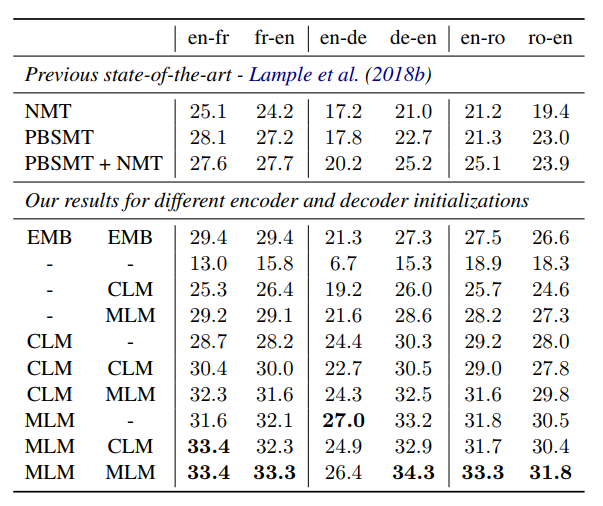 en-fr fr-en en-de de-en en-ro ro-en
Previous state-of-the-art - Lample et al. (2018b)
NMT 25.1 24.2 17.2 21.0 21.2 19.4
PBSMT 28.1 27.2 17.8 22.7 21.3 23.0
PBSMT + NMT 27.6 27.7 20.2 25.2 25.1 23.9
Our results for different encoder and decoder initializations
EMB EMB 29.4 29.4 21.3 27.3 27.5 26.6
- - 13.0 15.8 6.7 15.3 18.9 18.3
- CLM 25.3 26.4 19.2 26.0 25.7 24.6
- MLM 29.2 29.1 21.6 28.6 28.2 27.3
CLM - 28.7 28.2 24.4 30.3 29.2 28.0
CLM CLM 30.4 30.0 22.7 30.5 29.0 27.8
CLM MLM 32.3 31.6 24.3 32.5 31.6 29.8
MLM - 31.6 32.1 27.0 33.2 31.8 30.5
MLM CLM 33.4 32.3 24.9 32.9 31.7 30.4
MLM MLM 33.4 33.3 26.4 34.3 33.3 31.8